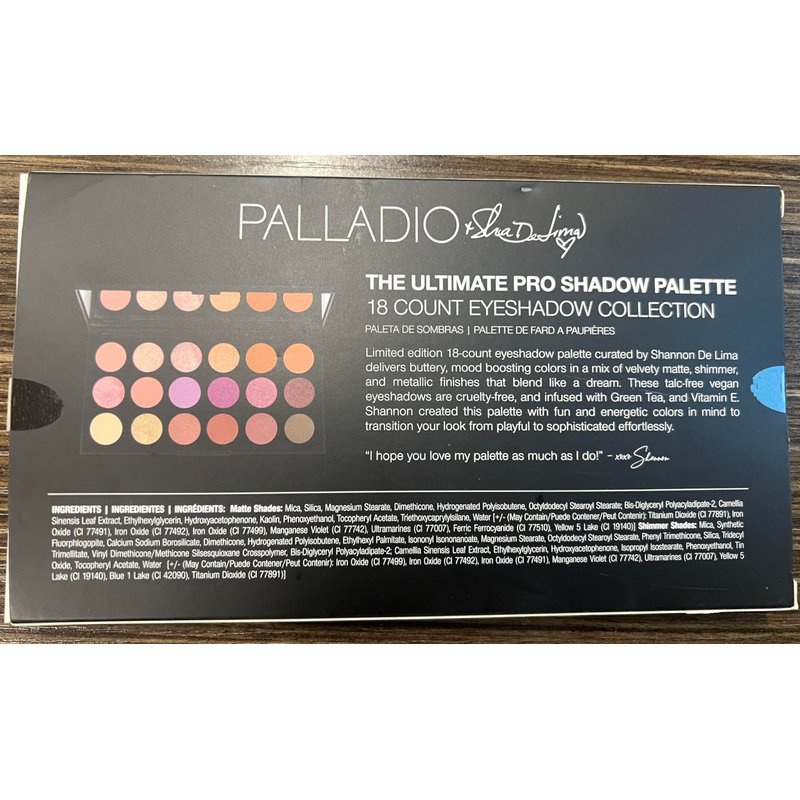 PALLADIO + Shea De Lima
THE ULTIMATE PRO SHADOW PALETTE
18 COUNT EYESHADOW COLLECTION
PALETA DE SOMBRAS | PALETTE DE FARD A PAUPIÈRES
Limited edition 18-count eyeshadow palette curated by Shannon De Lima
delivers buttery, mood boosting colors in a mix of velvety matte, shimmer,
and metallic finishes that blend like a dream. These talc-free vegan
eyeshadows are cruelty-free, and infused with Green Tea, and Vitamin E.
Shannon created this palette with fun and energetic colors in mind to
transition your look from playful to sophisticated effortlessly.
"I hope you love my palette as much as I do!" - xoxo Shannon
INGREDIENTS | INGREDIENTES | INGRÉDIENTS: Matte Shades: Mica, Silica, Magnesium Stearate, Dimethicone, Hydrogenated Polyisobutene, Octyldodecyl Stearoyl Stearate; Bis-Diglyceryl Polyacyladipate-2, Camellia
Sinensis Leaf Extract, Ethylhexylglycerin, Hydroxyacetophenone, Kaolin, Phenoxyethanol, Tocopheryl Acetate, Triethoxycaprylylsilane, Water [+/- (May Contain/Puede Contener/Peut Contenir): Titanium Dioxide (CI 77891), Iron
Oxide (CI 77491), Iron Oxide (CI 77492), Iron Oxide (CI 77499), Manganese Violet (CI 77742), Ultramarines (CI 77007), Ferric Ferrocyanide (CI 77510), Yellow 5 Lake (CI 19140)] Shimmer Shades: Mica, Synthetic
Fluorphlogopite, Calcium Sodium Borosilicate, Dimethicone, Hydrogenated Polyisobutene, Ethylhexyl Palmitate, Isononyl Isononanoate, Magnesium Stearate, Octyldodecyl Stearoyl Stearate, Phenyl Trimethicone, Silica, Tridecyl
Trimellitate, Vinyl Dimethicone/Methicone Silsesquioxane Crosspolymer, Bis-Diglyceryl Polyacyladipate-2; Camellia Sinensis Leaf Extract, Ethylhexylglycerin, Hydroxyacetophenone, Isopropyl Isostearate, Phenoxyethanol, Tin
Oxide, Tocopheryl Acetate, Water [+/- (May Contain/Puede Contener/Peut Contenir): Iron Oxide (CI 77499), Iron Oxide (CI 77492), Iron Oxide (CI 77491), Manganese Violet (CI 77742), Ultramarines (CI 77007), Yellow 5
Lake (CI 19140), Blue 1 Lake (CI 42090), Titanium Dioxide (CI 77891)]